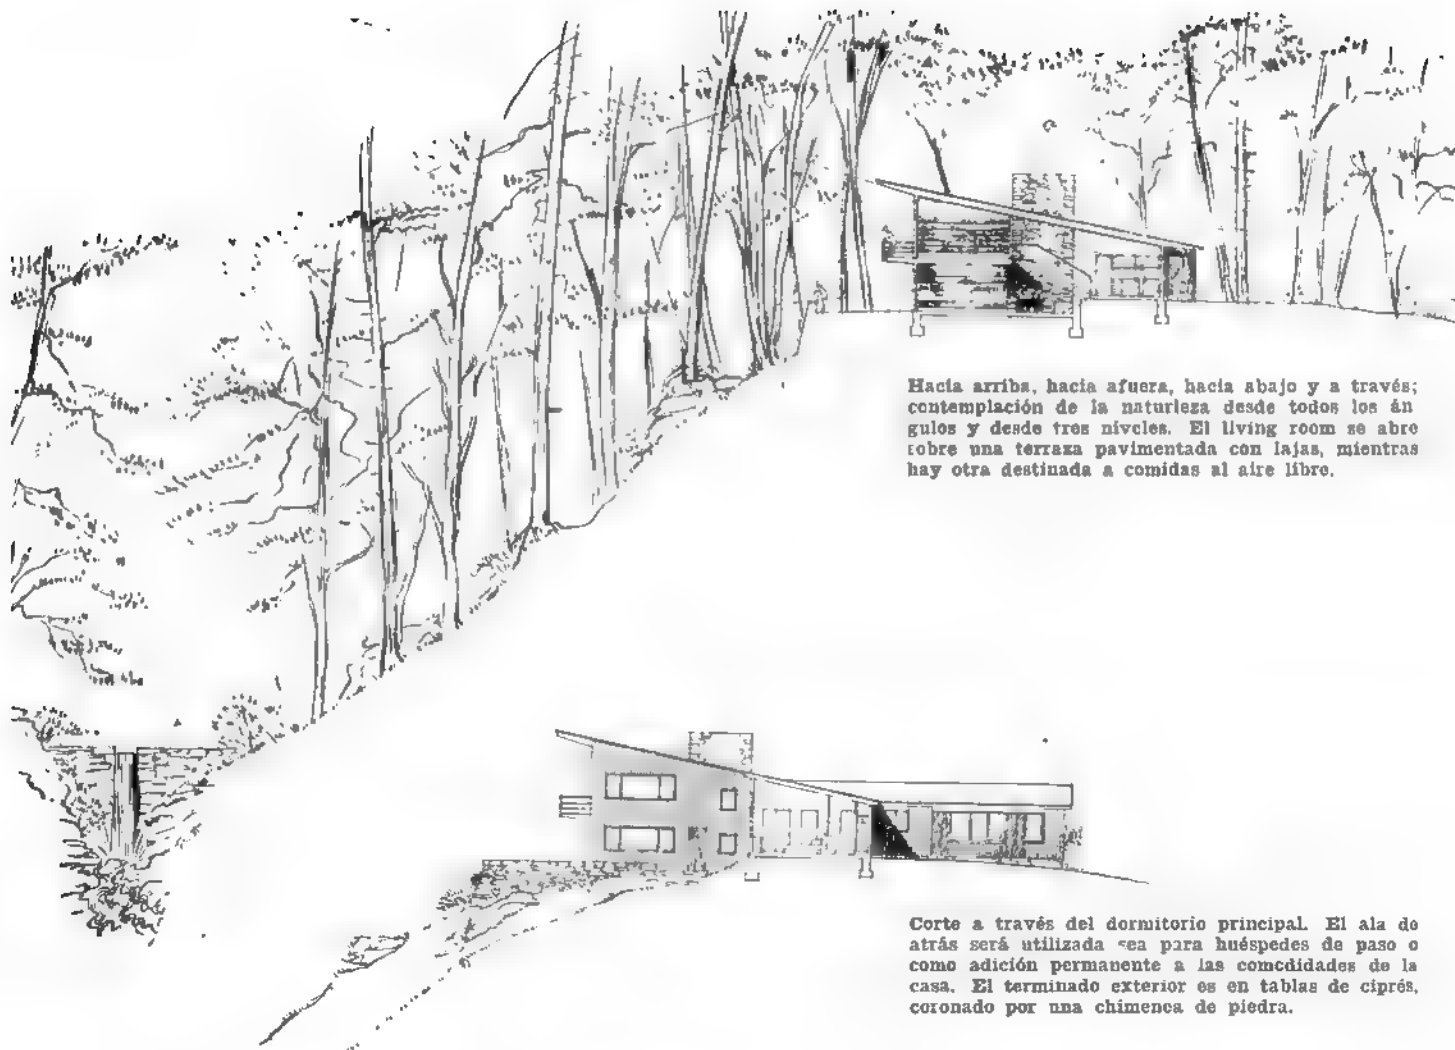 Hacia arriba, hacia afuera, hacia abajo y a través;
contemplación de la naturleza desde todos los án
gulos y desde tres niveles. El living room se abre
sobre una terraza pavimentada con lajas, mientras
hay otra destinada a comidas al aire libre.
Corte a través del dormitorio principal. El ala de
atrás será utilizada sea para huéspedes de paso o
como adición permanente a las comodidades de la
casa. El terminado exterior es en tablas de ciprés,
coronado por una chimenea de piedra.